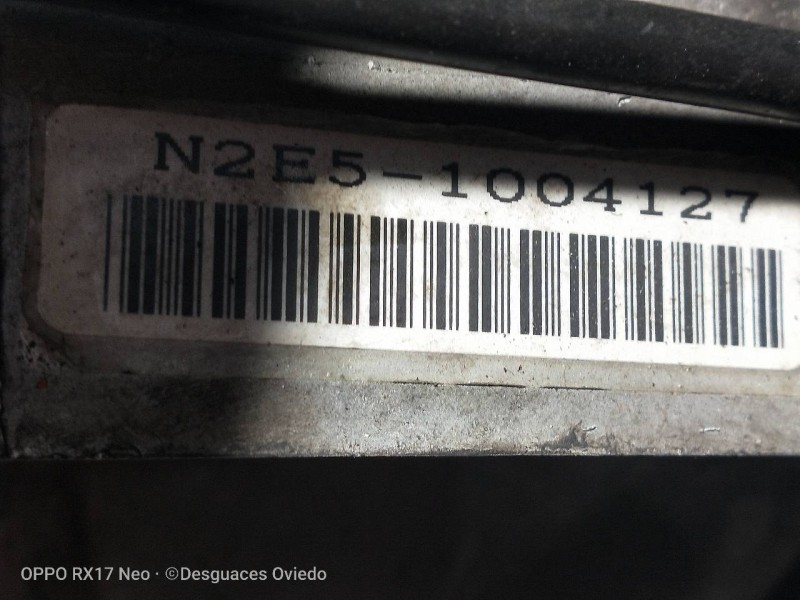 N2E5-1004127
OPPO RX17 Neo · ©Desguaces Oviedo